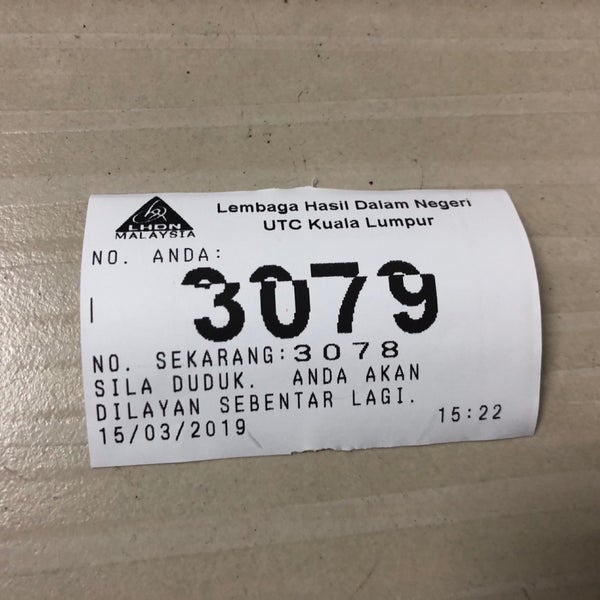 LHDN
MALAYSIA
Lembaga Hasil Dalam Negeri
UTC Kuala Lumpur
NO. ANDA:
3079
NO. SEKARANG: 3078
SILA DUDUK. ANDA AKAN
DILAYAN SEBENTAR LAGI.
15/03/2019 15:22